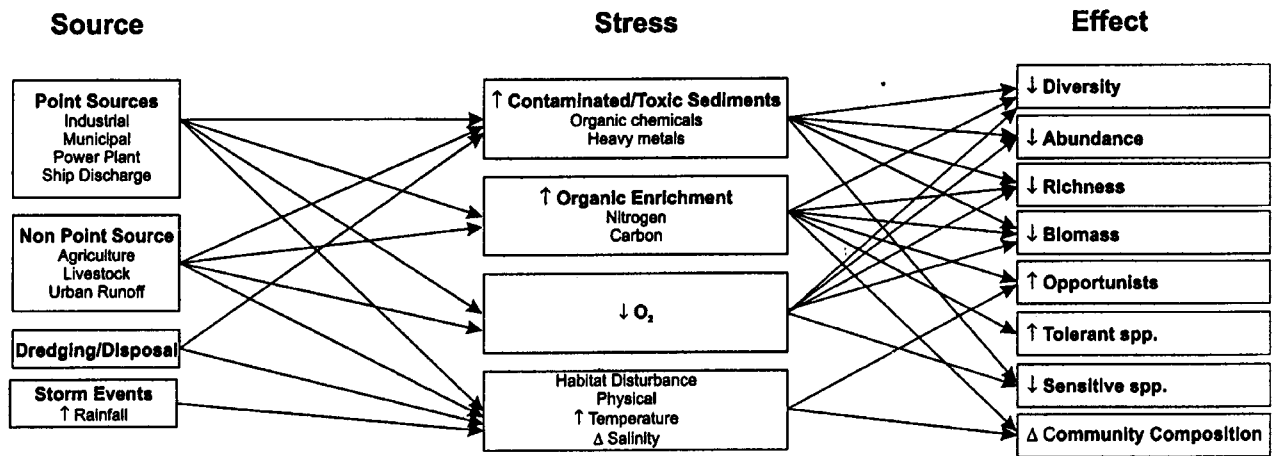 Source
Stress
Effect
Point Sources
Industrial
Municipal
Power Plant
Ship Discharge
Non Point Source
Agriculture
Livestock
Urban Runoff
Dredging/Disposal
Storm Events
↑ Rainfall
↑ Contaminated/Toxic Sediments
Organic chemicals
Heavy metals
↑ Organic Enrichment
Nitrogen
Carbon
↓ O₂
Habitat Disturbance
Physical
↑ Temperature
Δ Salinity
↓ Diversity
↓ Abundance
↓ Richness
↓ Biomass
↑ Opportunists
↑ Tolerant spp.
↓ Sensitive spp.
Δ Community Composition